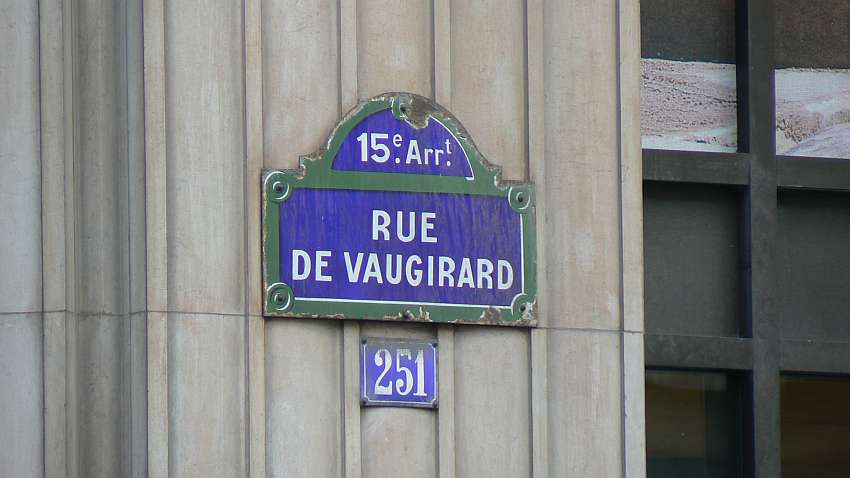 15e. Arrt.
RUE
DE VAUGIRARD
251